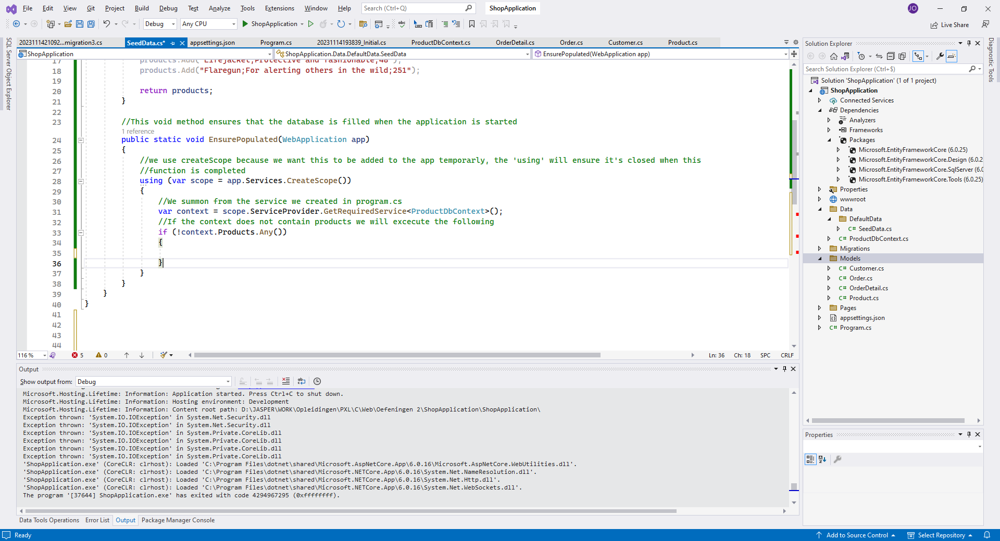 File Edit View Git Project Build Debug Test Analyze Tools Extensions Window Help Search (Ctrl+Q) ShopApplication JO
Debug Any CPU ShopApplication Live Share
SQL Server Object Explorer
Diagnostic Tools
2023111421092...migration3.cs SeedData.cs* appsettings.json Program.cs 20231114193839_Initial.cs ProductDbContext.cs OrderDetail.cs Order.cs Customer.cs Product.cs
ShopApplication ShopApplication.Data.DefaultData.SeedData EnsurePopulated(WebApplication app)
17 products.Add("Lifejacket;Protective and fashionable;48");
18 products.Add("Flaregun;For alerting others in the wild;251");
19
20 return products;
21 }
22
23 //This void method ensures that the database is filled when the application is started
1 reference
24 public static void EnsurePopulated(WebApplication app)
25 {
26 //we use createScope because we want this to be added to the app temporarly, the 'using' will ensure it's closed when this
27 //function is completed
28 using (var scope = app.Services.CreateScope())
29 {
30 //We summon from the service we created in program.cs
31 var context = scope.ServiceProvider.GetRequiredService<ProductDbContext>();
32 //If the context does not contain products we will excecute the following
33 if (!context.Products.Any())
34 {
35
36 }
37 }
38 }
39 }
40 }
41
42
43
44
116 % 5 0 Ln: 36 Ch: 18 SPC CRLF
Output
Show output from: Debug
Microsoft.Hosting.Lifetime: Information: Application started. Press Ctrl+C to shut down.
Microsoft.Hosting.Lifetime: Information: Hosting environment: Development
Microsoft.Hosting.Lifetime: Information: Content root path: D:\JASPER\WORK\Opleidingen\PXL\C\Web\Oefeningen 2\ShopApplication\ShopApplication\
Exception thrown: 'System.IO.IOException' in System.Net.Security.dll
Exception thrown: 'System.IO.IOException' in System.Net.Security.dll
Exception thrown: 'System.IO.IOException' in System.Private.CoreLib.dll
Exception thrown: 'System.IO.IOException' in System.Private.CoreLib.dll
Exception thrown: 'System.IO.IOException' in System.Private.CoreLib.dll
Exception thrown: 'System.IO.IOException' in System.Private.CoreLib.dll
'ShopApplication.exe' (CoreCLR: clrhost): Loaded 'C:\Program Files\dotnet\shared\Microsoft.AspNetCore.App\6.0.16\Microsoft.AspNetCore.WebUtilities.dll'.
'ShopApplication.exe' (CoreCLR: clrhost): Loaded 'C:\Program Files\dotnet\shared\Microsoft.NETCore.App\6.0.16\System.Net.NameResolution.dll'.
'ShopApplication.exe' (CoreCLR: clrhost): Loaded 'C:\Program Files\dotnet\shared\Microsoft.NETCore.App\6.0.16\System.Net.Http.dll'.
'ShopApplication.exe' (CoreCLR: clrhost): Loaded 'C:\Program Files\dotnet\shared\Microsoft.NETCore.App\6.0.16\System.Net.WebSockets.dll'.
The program '[37644] ShopApplication.exe' has exited with code 4294967295 (0xffffffff).
Data Tools Operations Error List Output Package Manager Console
Solution Explorer
Search Solution Explorer (Ctrl+$)
Solution 'ShopApplication' (1 of 1 project)
ShopApplication
Connected Services
Dependencies
Analyzers
Frameworks
Packages
Microsoft.EntityFrameworkCore (6.0.25)
Microsoft.EntityFrameworkCore.Design (6.0.2
Microsoft.EntityFrameworkCore.SqlServer (6.0
Microsoft.EntityFrameworkCore.Tools (6.0.25)
Properties
wwwroot
Data
DefaultData
C# SeedData.cs
C# ProductDbContext.cs
Migrations
Models
C# Customer.cs
C# Order.cs
C# OrderDetail.cs
C# Product.cs
Pages
appsettings.json
C# Program.cs
Properties
Ready Add to Source Control Select Repository